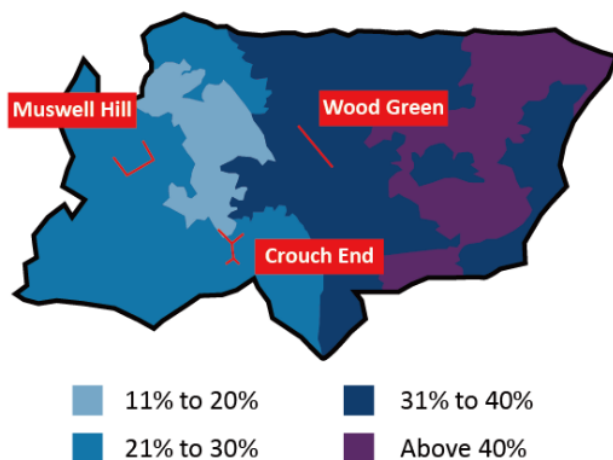 Muswell Hill
Wood Green
Crouch End
11% to 20%
31% to 40%
21% to 30%
Above 40%